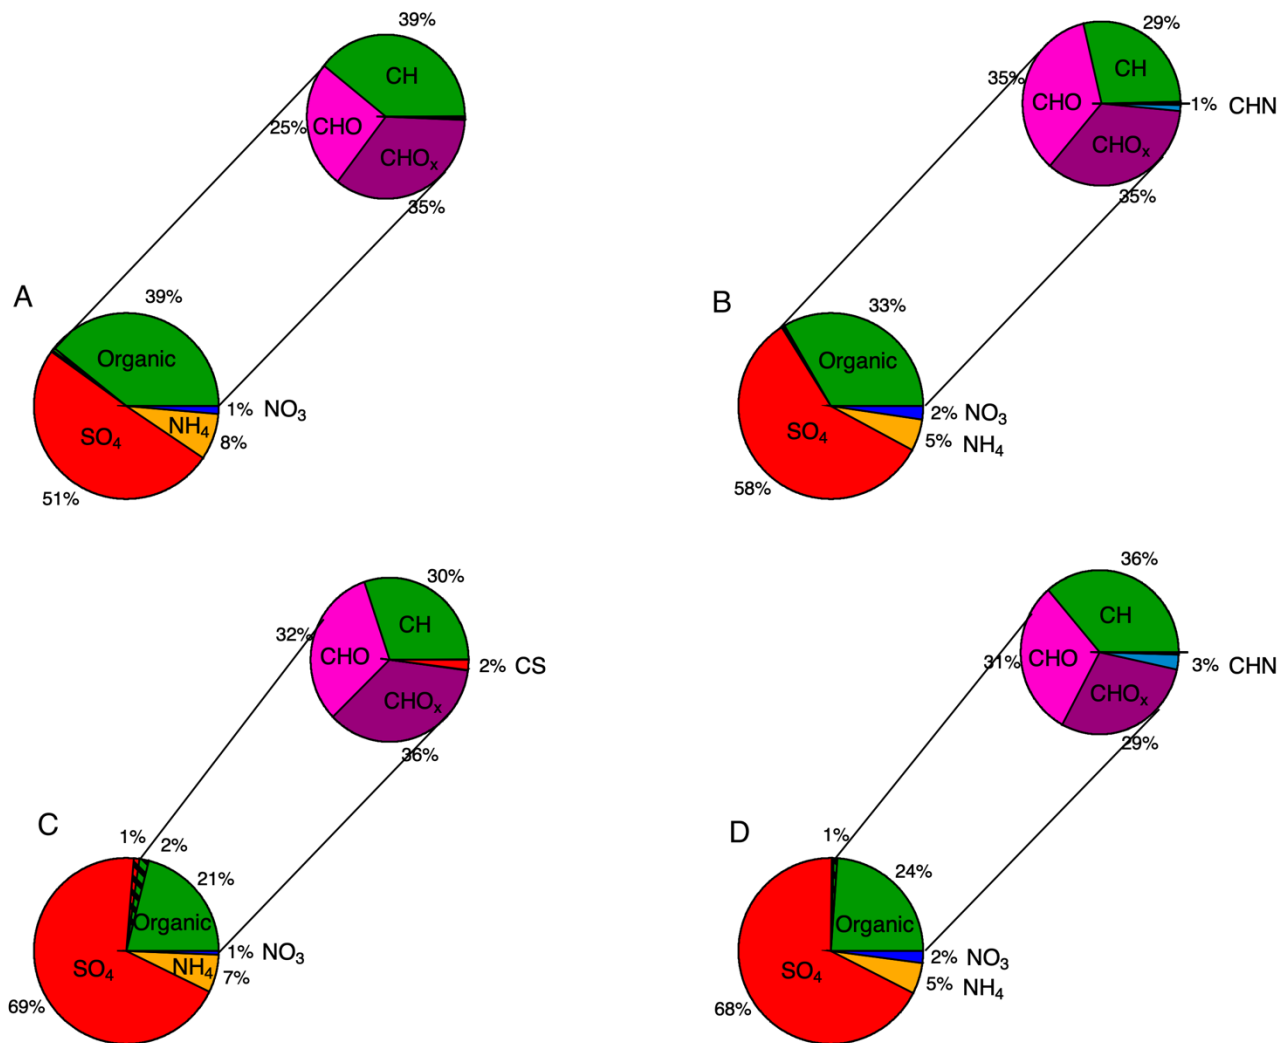 39%
CH
25%
CHO
CHOₓ
35%
A
39%
Organic
1% NO₃
NH₄
8%
SO₄
51%
29%
35%
CH
CHO
1% CHN
CHOₓ
35%
B
33%
Organic
2% NO₃
SO₄
5% NH₄
58%
30%
32%
CH
CHO
2% CS
CHOₓ
36%
C
1%
2%
21%
Organic
1% NO₃
SO₄
NH₄
7%
69%
36%
CH
31%
CHO
3% CHN
CHOₓ
29%
D
1%
24%
Organic
2% NO₃
SO₄
5% NH₄
68%